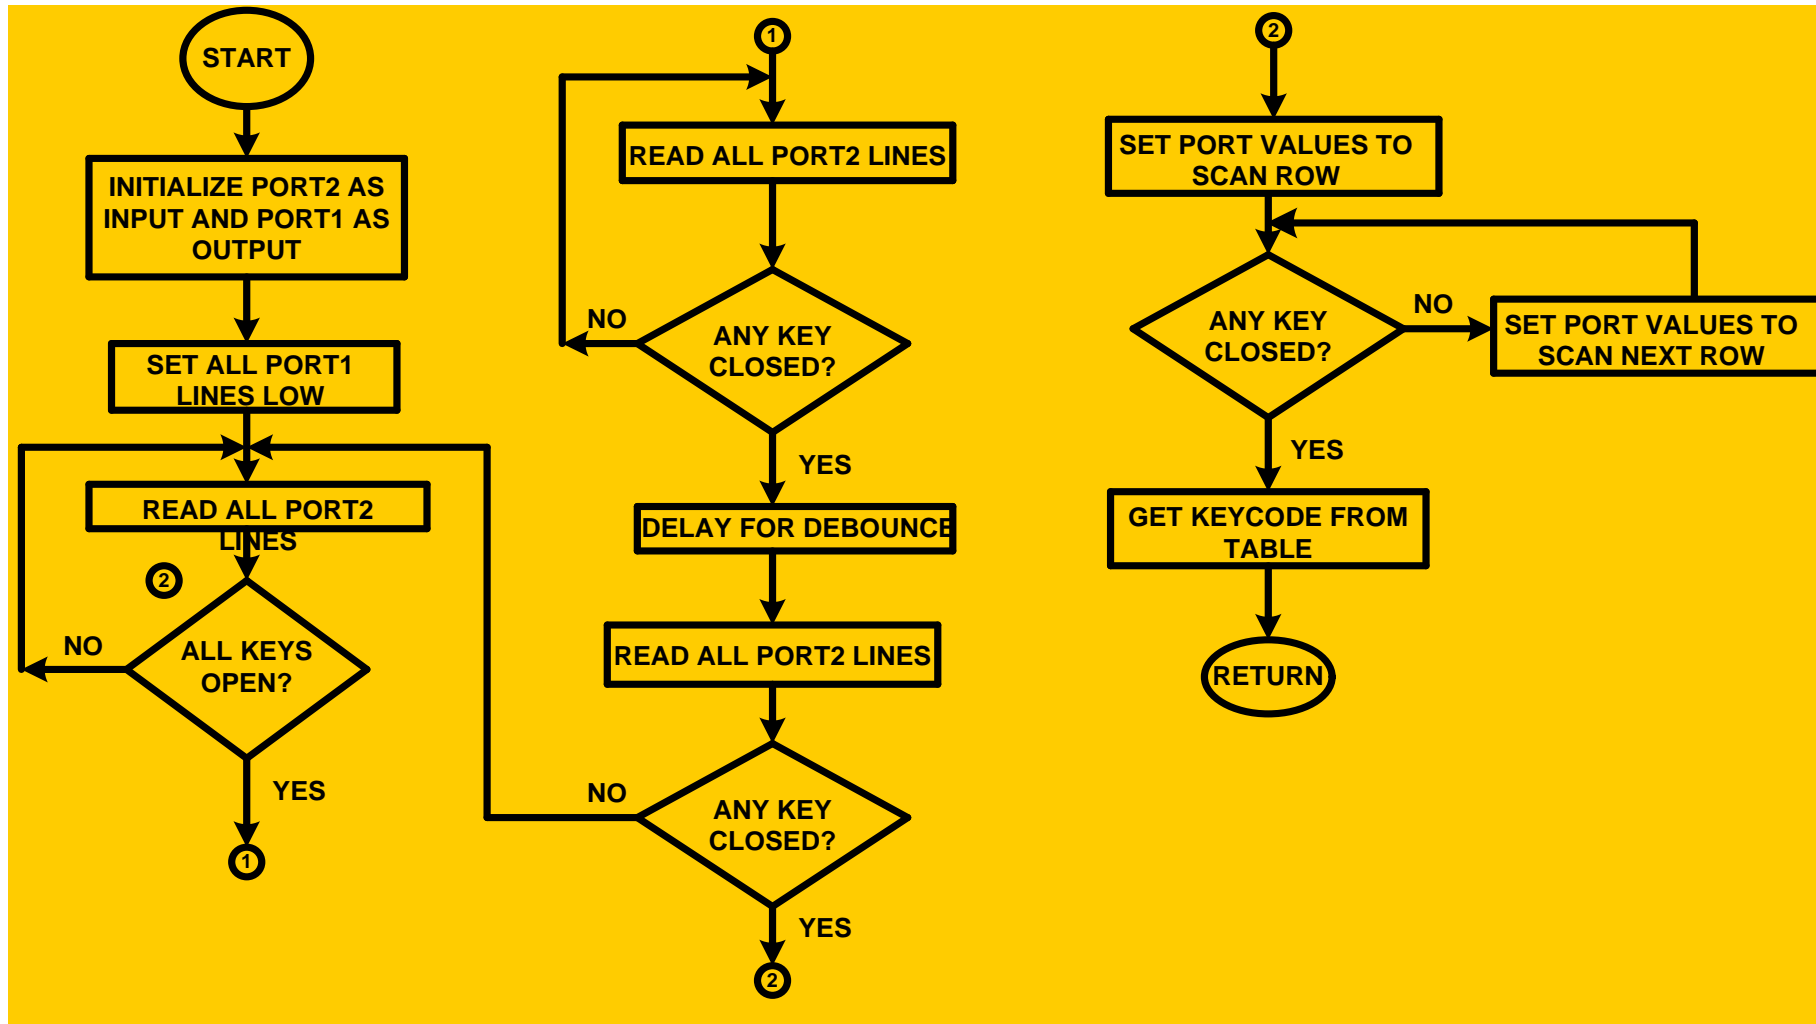 START
INITIALIZE PORT2 AS
INPUT AND PORT1 AS
OUTPUT
SET ALL PORT1
LINES LOW
READ ALL PORT2
LINES
2
NO
ALL KEYS
OPEN?
YES
1
1
READ ALL PORT2 LINES
NO
ANY KEY
CLOSED?
YES
DELAY FOR DEBOUNCE
READ ALL PORT2 LINES
NO
ANY KEY
CLOSED?
YES
2
2
SET PORT VALUES TO
SCAN ROW
ANY KEY
CLOSED?
NO
SET PORT VALUES TO
SCAN NEXT ROW
YES
GET KEYCODE FROM
TABLE
RETURN